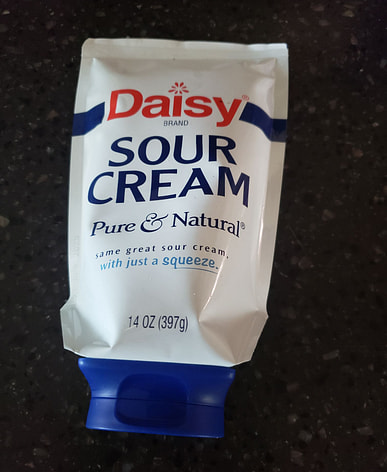 Daisy®
BRAND
SOUR
CREAM
Pure & Natural®
same great sour cream,
with just a squeeze.
14 OZ (397g)